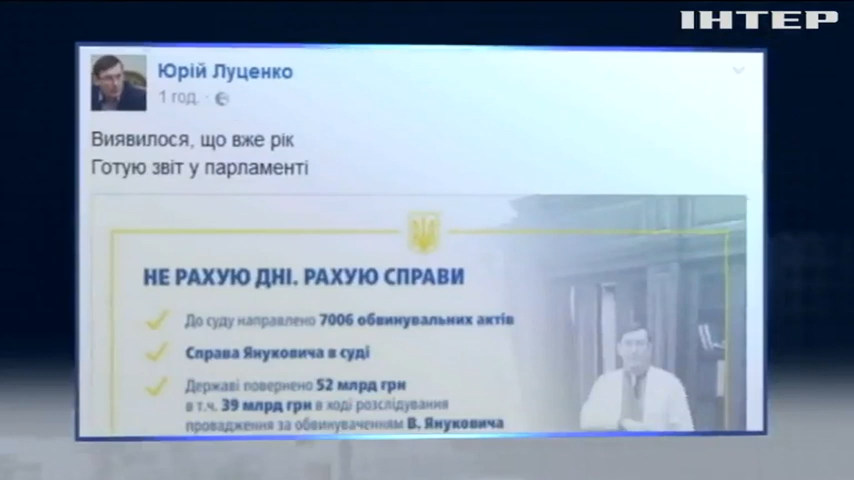 ІНТЕР
Юрій Луценко
1 год.
Виявилося, що вже рік
Готую звіт у парламенті
НЕ РАХУЮ ДНІ. РАХУЮ СПРАВИ
До суду направлено 7006 обвинувальних актів
Справа Януковича в суді
Державі повернено 52 млрд грн
в т.ч. 39 млрд грн в ході розслідування
провадження за обвинуваченням В. Януковича